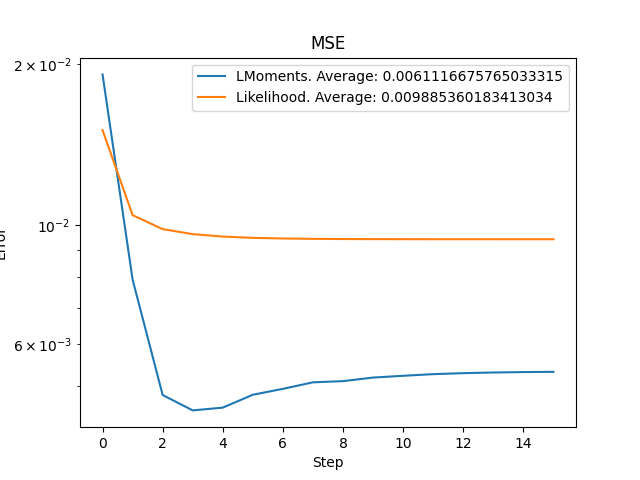 MSE
2 × 10⁻²
LMoments. Average: 0.0061116675765033315
Likelihood. Average: 0.009885360183413034
10⁻²
Error
6 × 10⁻³
0 2 4 6 8 10 12 14
Step